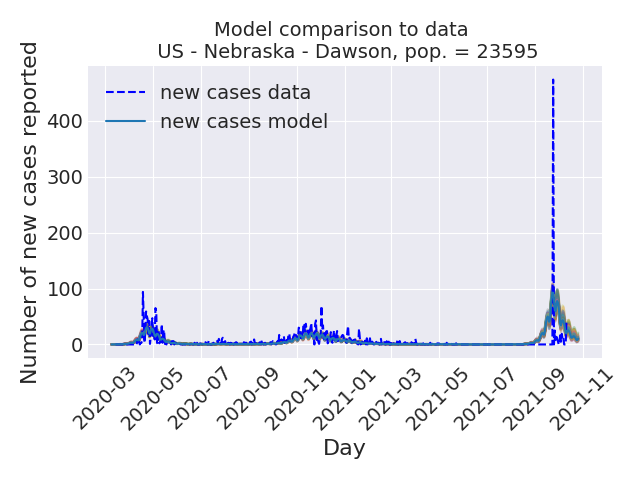 Model comparison to data
US - Nebraska - Dawson, pop. = 23595
Number of new cases reported
new cases data
new cases model
400
300
200
100
0
2020-03
2020-05
2020-07
2020-09
2020-11
2021-01
2021-03
2021-05
2021-07
2021-09
2021-11
Day